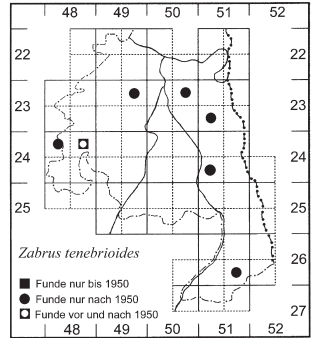 48 49 50 51 52
22 22
23 23
24 24
25 25
26 26
27
48 49 50 51 52
Zabrus tenebrioides
Funde nur bis 1950
Funde nur nach 1950
Funde vor und nach 1950